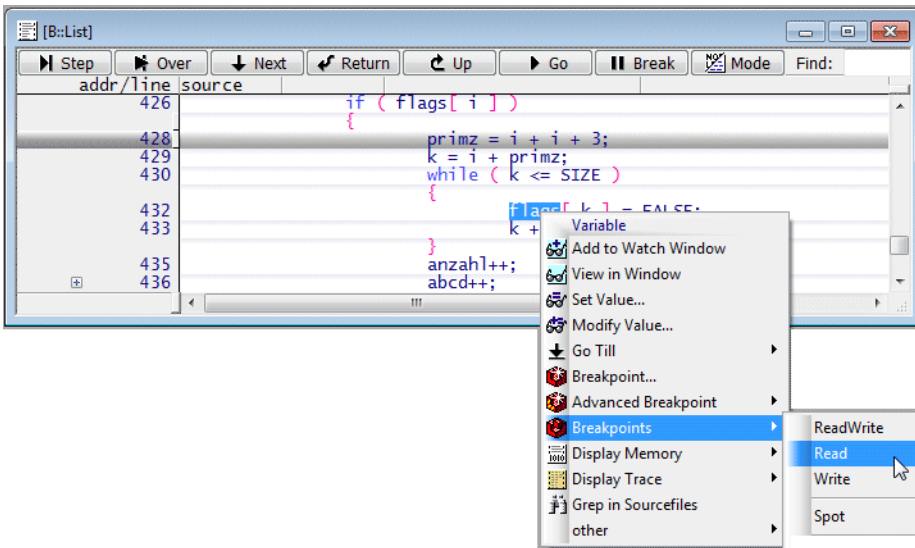 [B::List]
Step Over Next Return Up Go Break Mode Find:
addr/line source
426 if ( flags[ i ] )
{
428 primz = i + i + 3;
429 k = i + primz;
430 while ( k <= SIZE )
{
432 flags[ k ] = FALSE;
433 k +
}
435 anzahl++;
436 abcd++;
Variable
Add to Watch Window
View in Window
Set Value...
Modify Value...
Go Till
Breakpoint...
Advanced Breakpoint
Breakpoints
Display Memory
Display Trace
Grep in Sourcefiles
other
ReadWrite
Read
Write
Spot